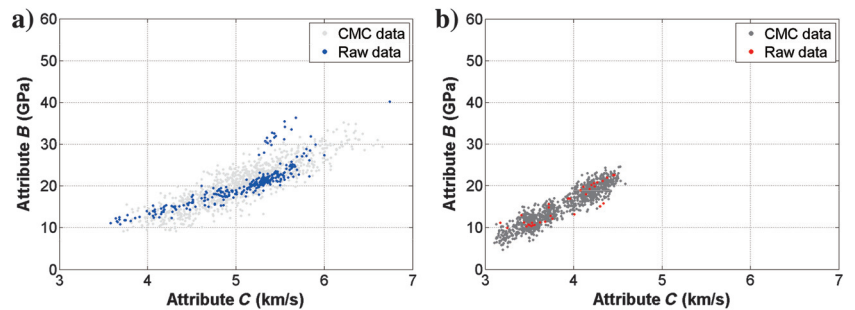 a)
60
50
40
30
20
10
0
Attribute B (GPa)
CMC data
Raw data
3 4 5 6 7
Attribute C (km/s)
b)
60
50
40
30
20
10
0
Attribute B (GPa)
CMC data
Raw data
3 4 5 6 7
Attribute C (km/s)